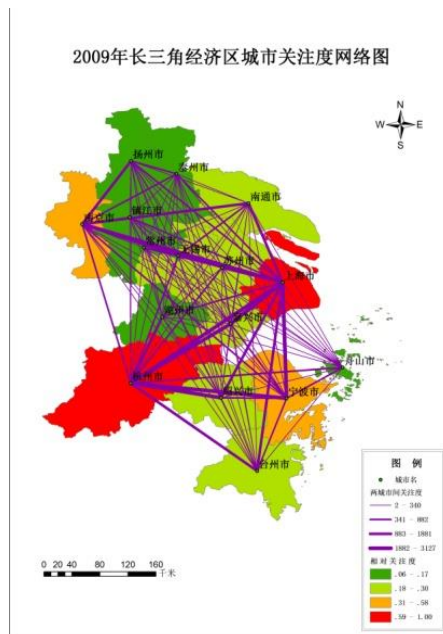 2009年长三角经济区城市关注度网络图
N
W E
S
扬州市
泰州市
南通市
镇江市
南京市
常州市
无锡市
苏州市
上海市
湖州市
嘉兴市
舟山市
杭州市
绍兴市
宁波市
台州市
图 例
城市名
两城市间关注度
2 - 340
341 - 882
883 - 1881
1882 - 3127
相对关注度
.06 - .17
.18 - .30
.31 - .58
.59 - 1.00
0 20 40 80 120 160
千米